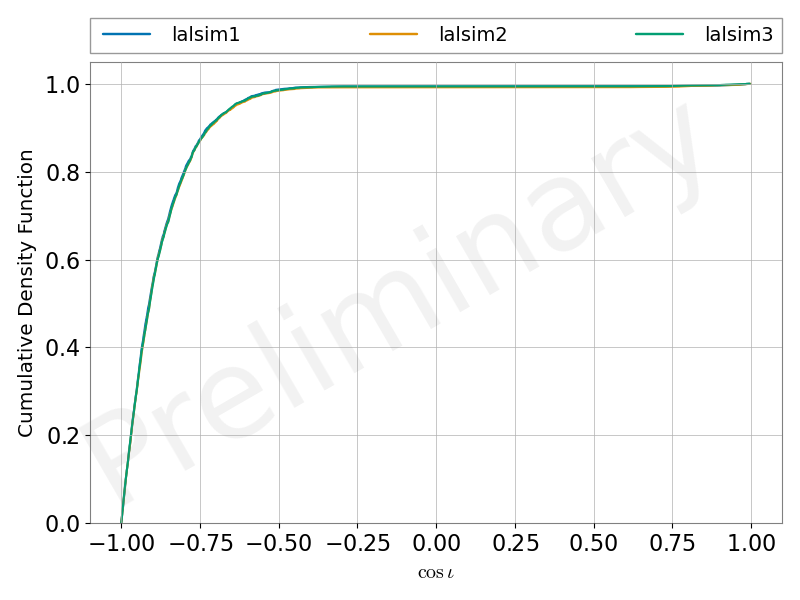 lalsim1 lalsim2 lalsim3
1.0
0.8
0.6
0.4
0.2
0.0
Cumulative Density Function
Preliminary
−1.00 −0.75 −0.50 −0.25 0.00 0.25 0.50 0.75 1.00
cos ι